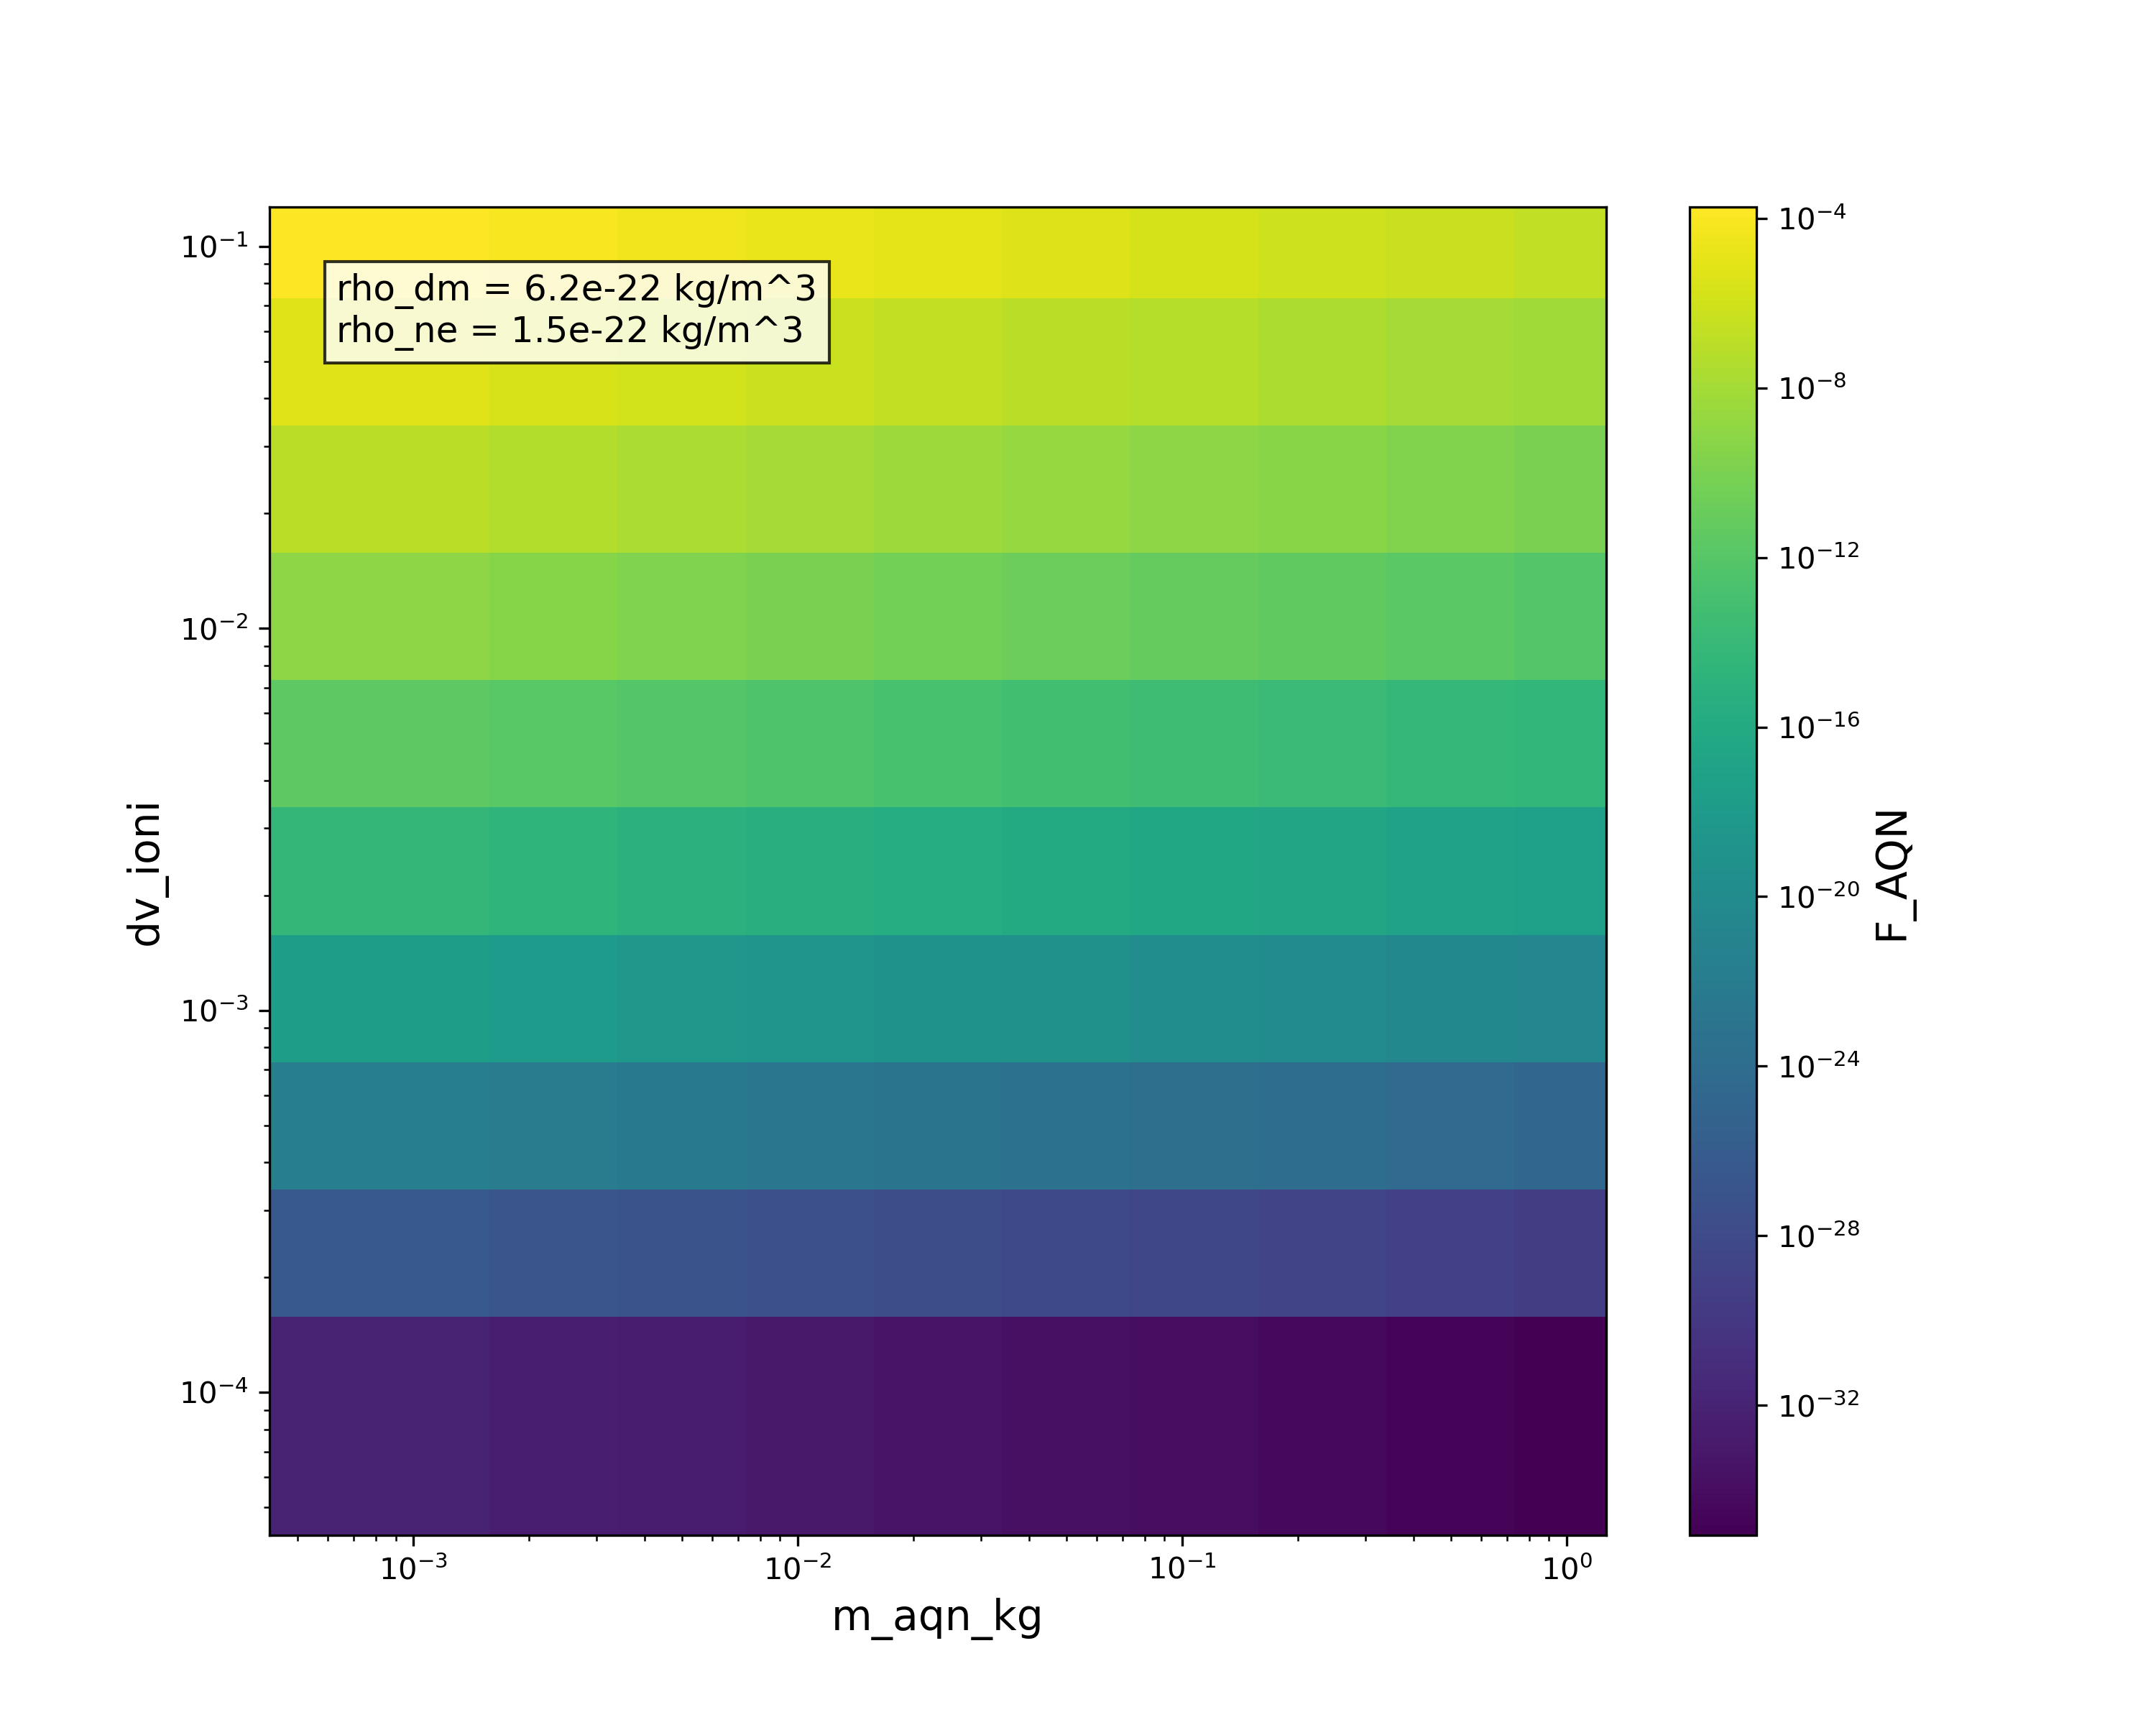 rho_dm = 6.2e-22 kg/m^3
rho_ne = 1.5e-22 kg/m^3
dv_ioni
10⁻¹
10⁻²
10⁻³
10⁻⁴
10⁻³ 10⁻² 10⁻¹ 10⁰
m_aqn_kg
10⁻⁴
10⁻⁸
10⁻¹²
10⁻¹⁶
10⁻²⁰
10⁻²⁴
10⁻²⁸
10⁻³²
F_AQN